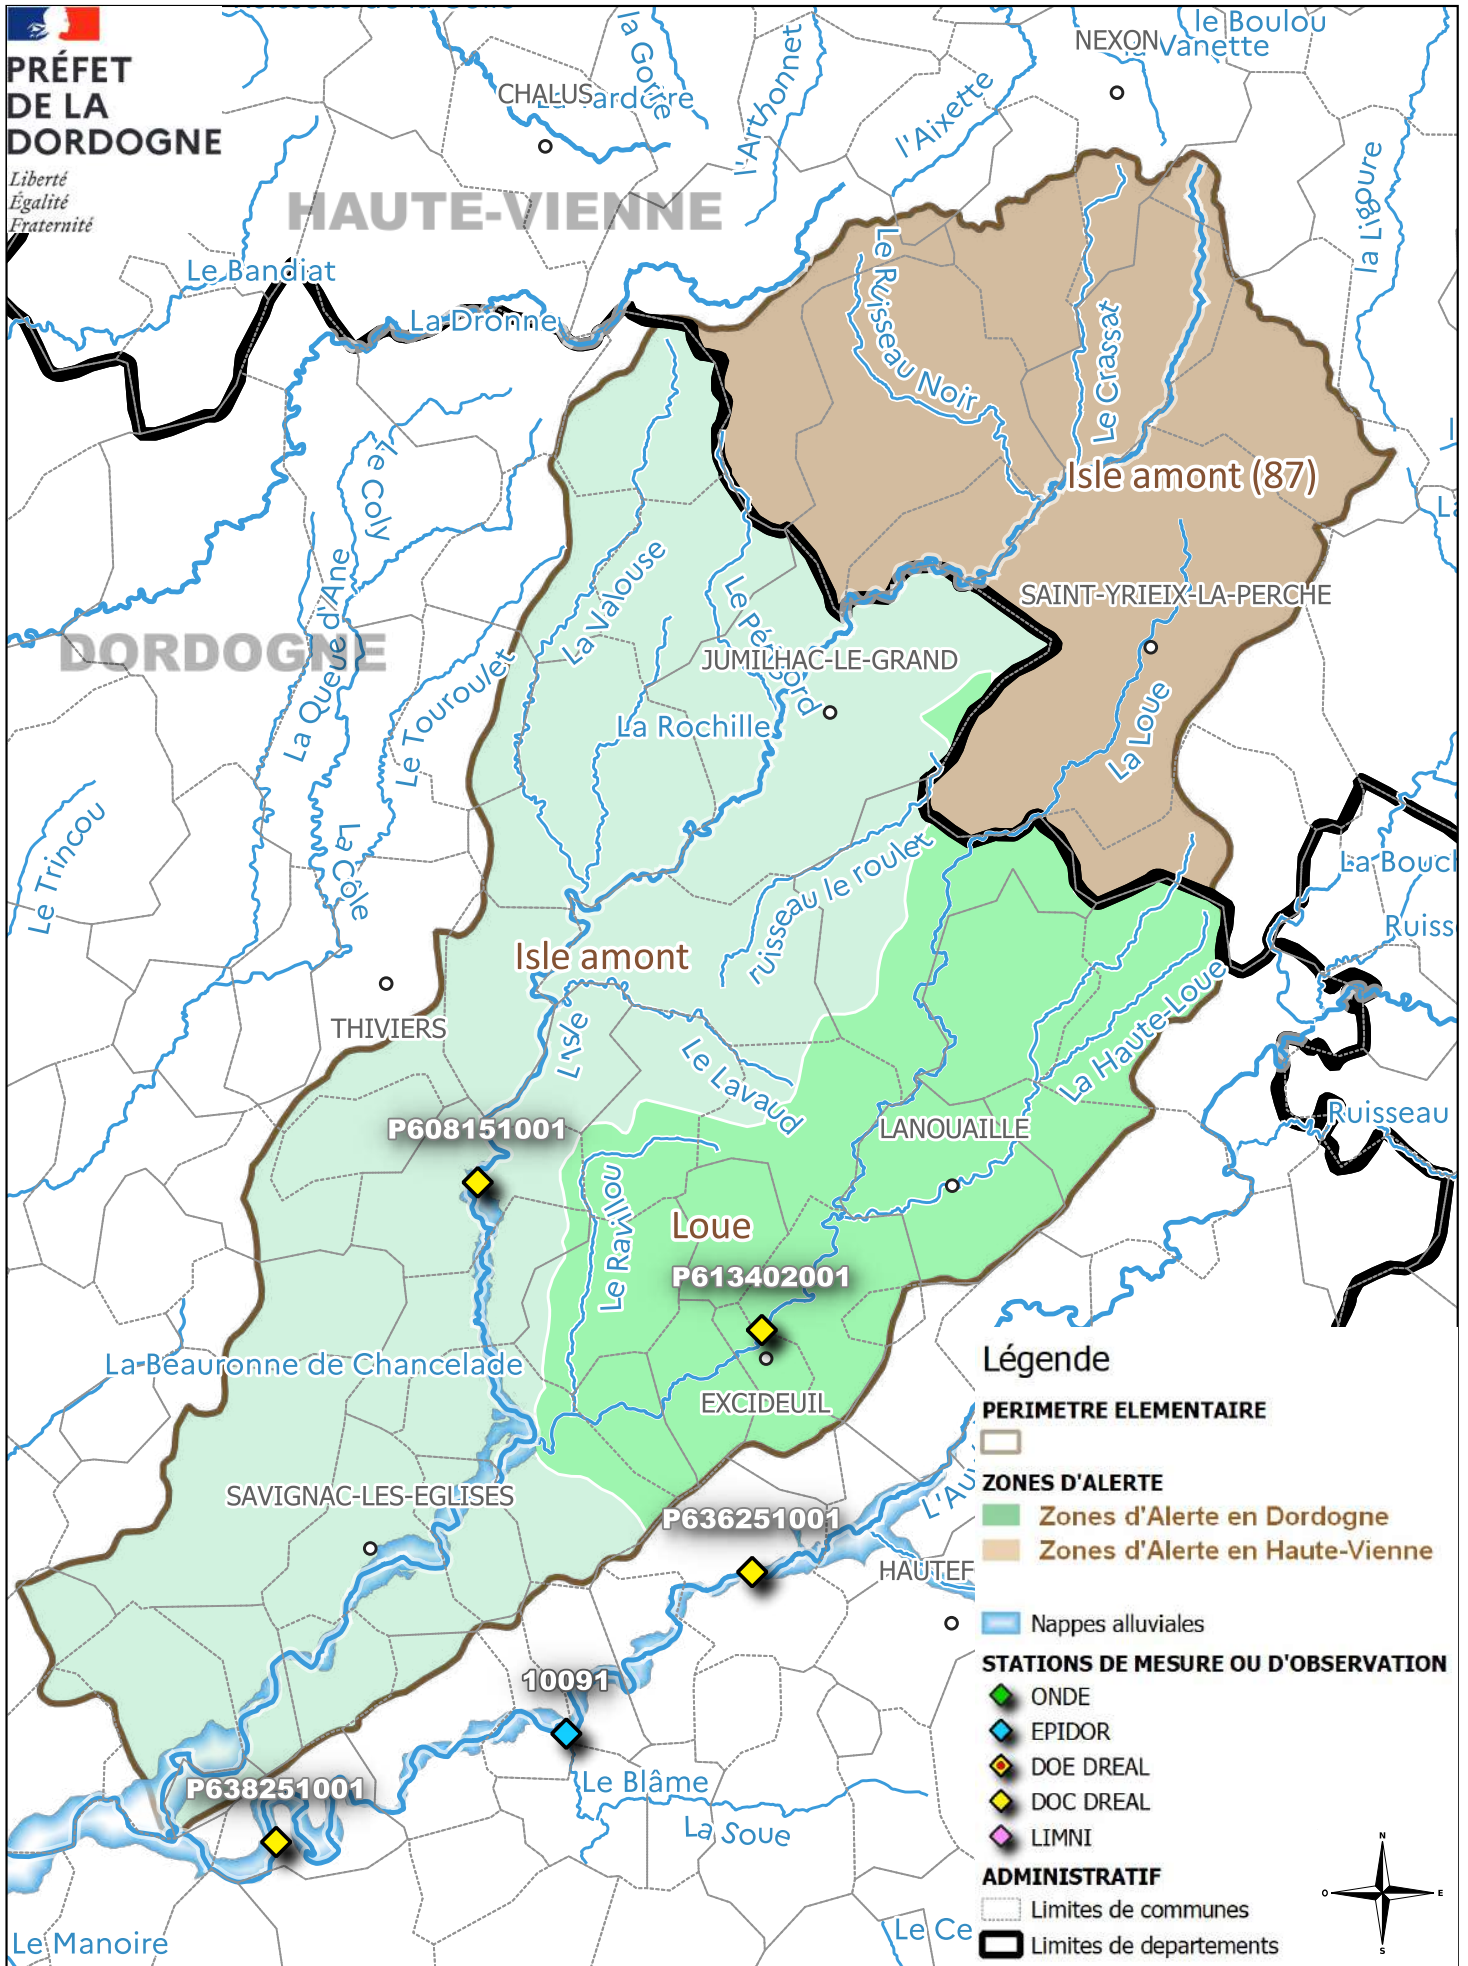 PRÉFET
DE LA
DORDOGNE
Liberté
Égalité
Fraternité
la Gorre
l'Arthonnet
l'Aixette
NEXON
le Boulou
la Vanette
CHALUS
La Tardoire
la Ligoure
HAUTE-VIENNE
Le Bandiat
La Dronne
Le Ruisseau Noir
Le Crassat
Isle amont (87)
Le Coly
La Queue d'Ane
DORDOGNE
Le Touroulet
La Valouse
Le Périgord
SAINT-YRIEIX-LA-PERCHE
JUMILHAC-LE-GRAND
La Rochille
La Loue
Le Trincou
La Côle
ruisseau le roulet
La Bouch
Ruiss
Isle amont
THIVIERS
L'Isle
Le Lavaud
La Haute-Loue
P608151001
LANOUAILLE
Ruisseau
Le Ravillou
Loue
P613402001
La Beauronne de Chancelade
EXCIDEUIL
SAVIGNAC-LES-EGLISES
P636251001
L'Au
HAUTEF
10091
P638251001
Le Blâme
La Soue
Le Manoire
Le Ce
Légende
PERIMETRE ELEMENTAIRE
ZONES D'ALERTE
Zones d'Alerte en Dordogne
Zones d'Alerte en Haute-Vienne
Nappes alluviales
STATIONS DE MESURE OU D'OBSERVATION
ONDE
EPIDOR
DOE DREAL
DOC DREAL
LIMNI
ADMINISTRATIF
Limites de communes
Limites de departements
N
O
E
S